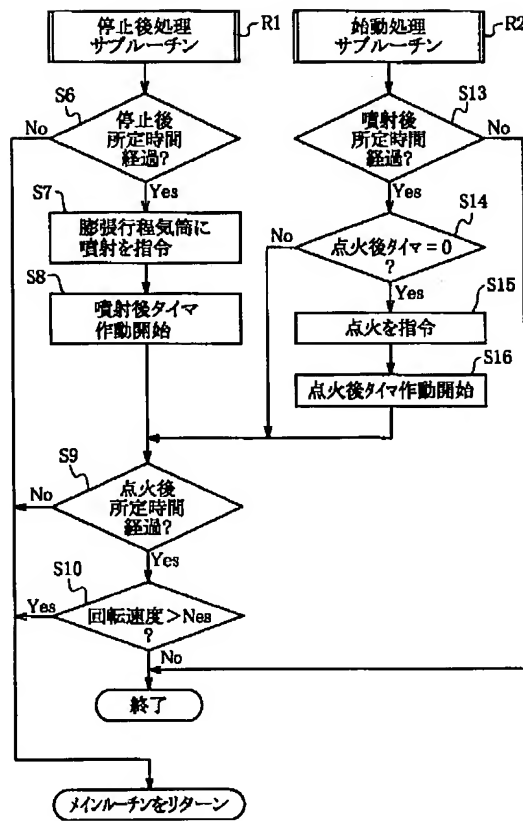 停止後処理
サブルーチン
R1
S6
No
停止後
所定時間
経過?
Yes
S7
膨張行程気筒に
噴射を指令
S8
噴射後タイマ
作動開始
始動処理
サブルーチン
R2
S13
噴射後
所定時間
経過?
No
Yes
S14
No
点火後タイマ=0
?
Yes
S15
点火を指令
S16
点火後タイマ作動開始
S9
No
点火後
所定時間
経過?
Yes
S10
Yes
回転速度>Nes
?
No
終了
メインルーチンをリターン